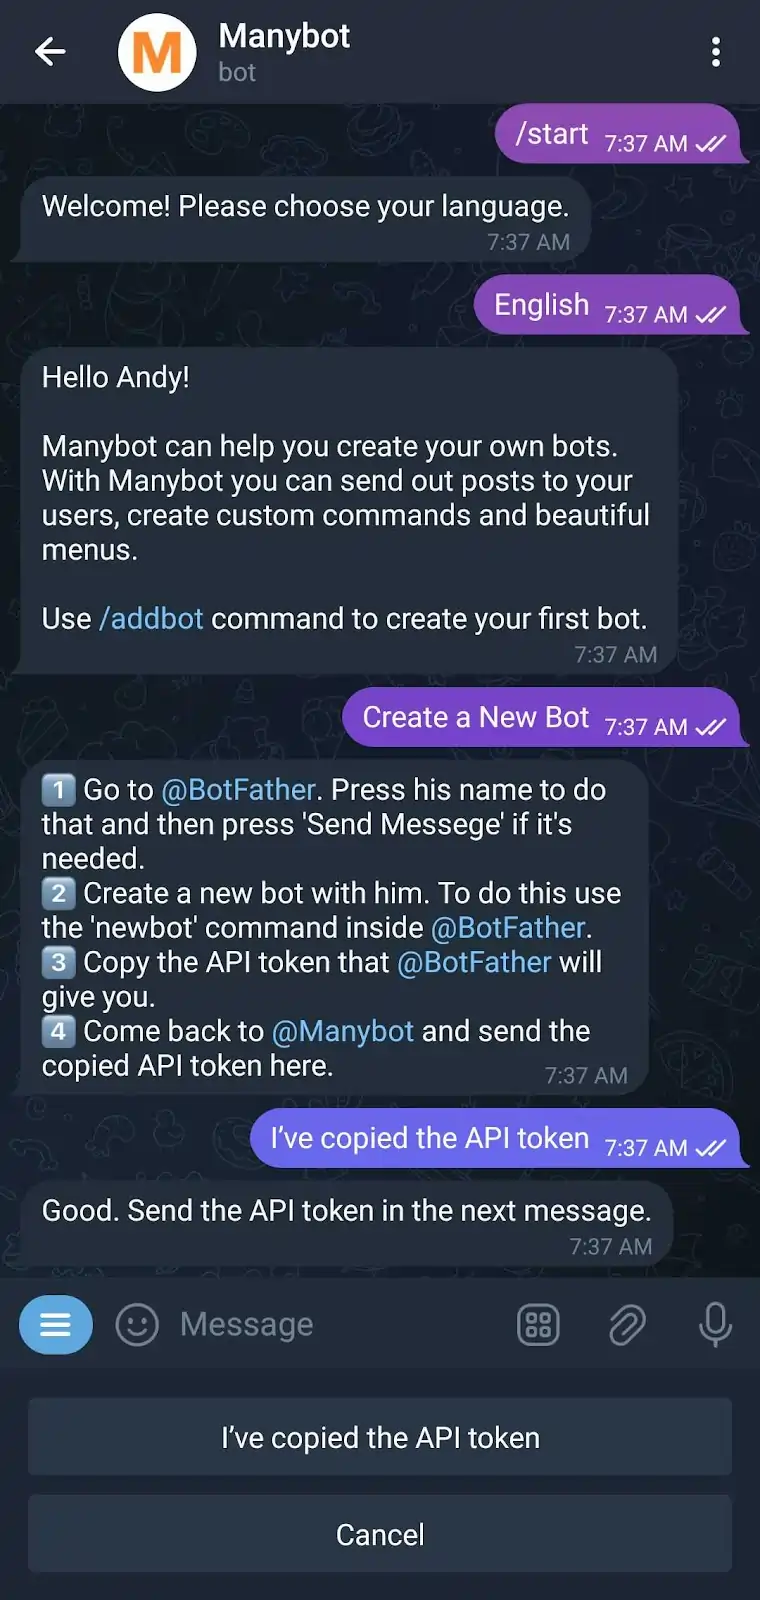 Manybot
bot
/start 7:37 AM
Welcome! Please choose your language.
7:37 AM
English 7:37 AM
Hello Andy!
Manybot can help you create your own bots.
With Manybot you can send out posts to your
users, create custom commands and beautiful
menus.
Use /addbot command to create your first bot.
7:37 AM
Create a New Bot 7:37 AM
1 Go to @BotFather. Press his name to do
that and then press 'Send Messege' if it's
needed.
2 Create a new bot with him. To do this use
the 'newbot' command inside @BotFather.
3 Copy the API token that @BotFather will
give you.
4 Come back to @Manybot and send the
copied API token here. 7:37 AM
I've copied the API token 7:37 AM
Good. Send the API token in the next message.
7:37 AM
Message
I've copied the API token
Cancel